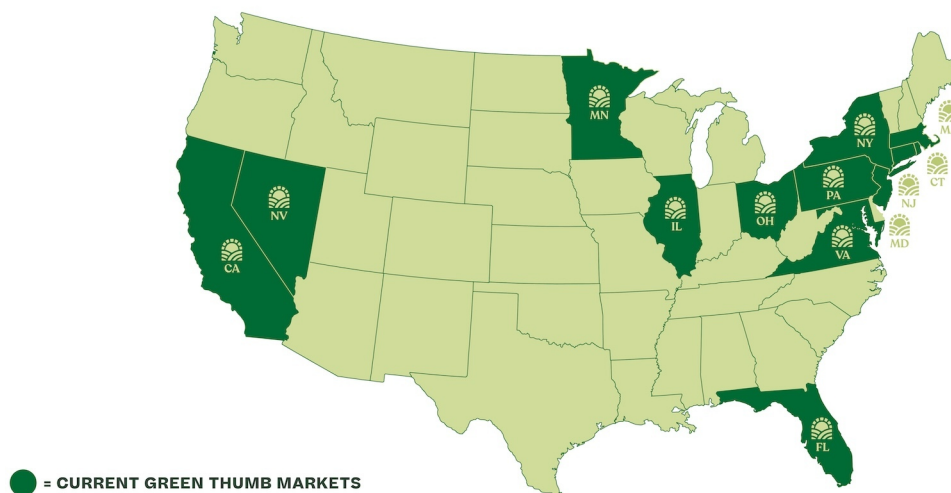 MN
NY
M
CT
PA
NV
NJ
OH
IL
MD
VA
CA
FL
= CURRENT GREEN THUMB MARKETS